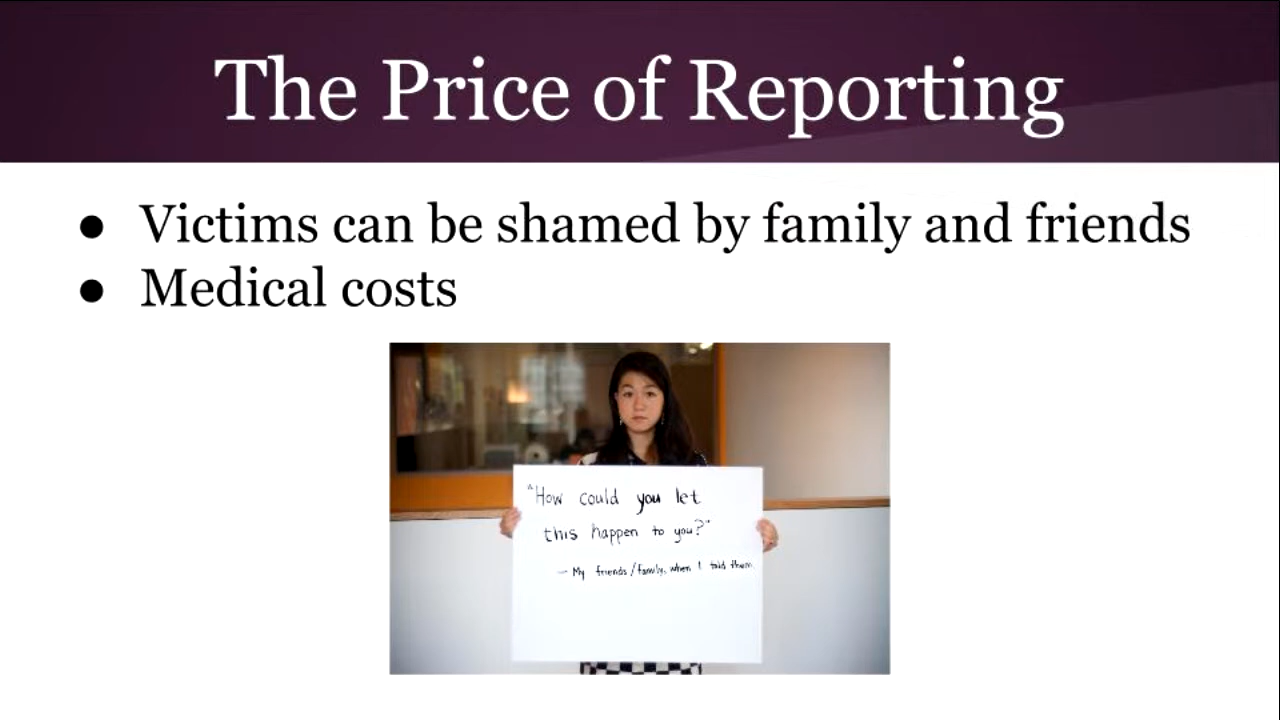 The Price of Reporting
● Victims can be shamed by family and friends
● Medical costs
"How could you let
this happen to you?"
- My friends/family, when I told them.